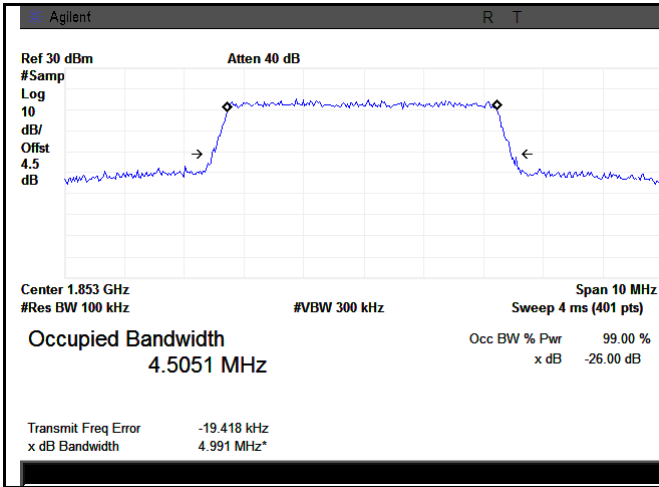 Agilent R T
Ref 30 dBm Atten 40 dB
#Samp
Log
10
dB/
Offst
4.5
dB
Center 1.853 GHz Span 10 MHz
#Res BW 100 kHz #VBW 300 kHz Sweep 4 ms (401 pts)
Occupied Bandwidth Occ BW % Pwr 99.00 %
4.5051 MHz x dB -26.00 dB
Transmit Freq Error -19.418 kHz
x dB Bandwidth 4.991 MHz*